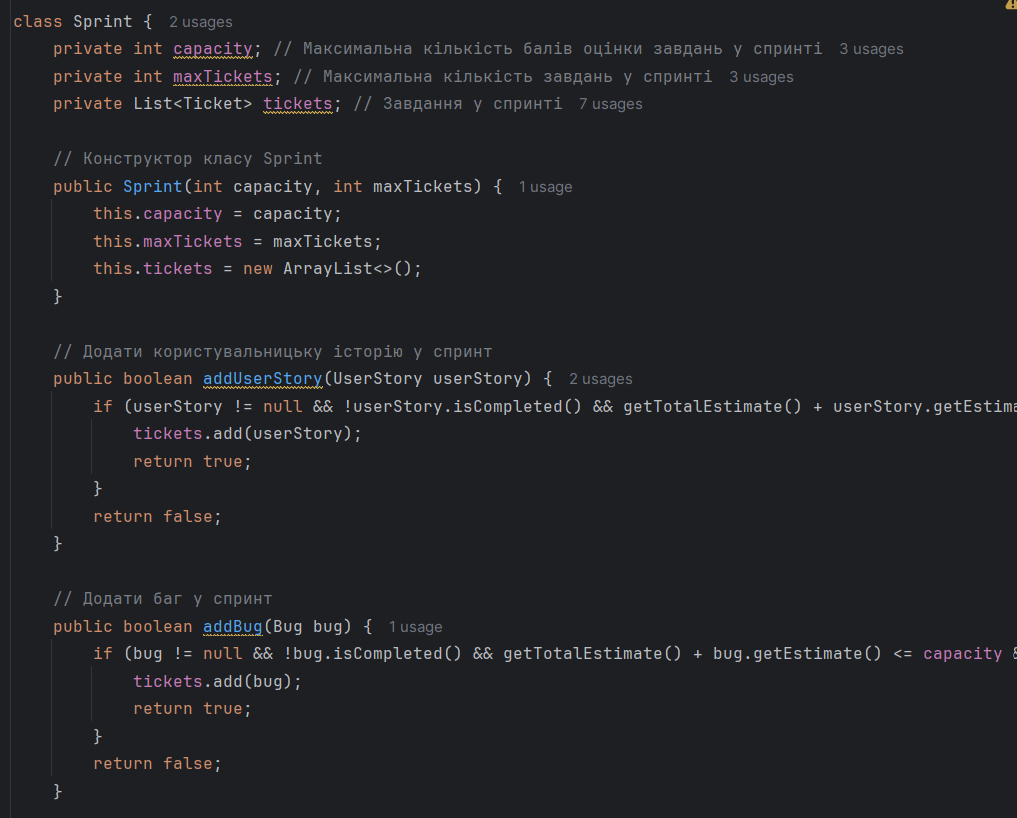 class Sprint { 2 usages
private int capacity; // Максимальна кількість балів оцінки завдань у спринті 3 usages
private int maxTickets; // Максимальна кількість завдань у спринті 3 usages
private List<Ticket> tickets; // Завдання у спринті 7 usages
// Конструктор класу Sprint
public Sprint(int capacity, int maxTickets) { 1 usage
this.capacity = capacity;
this.maxTickets = maxTickets;
this.tickets = new ArrayList<>();
}
// Додати користувальницьку історію у спринт
public boolean addUserStory(UserStory userStory) { 2 usages
if (userStory != null && !userStory.isCompleted() && getTotalEstimate() + userStory.getEstima
tickets.add(userStory);
return true;
}
return false;
}
// Додати баг у спринт
public boolean addBug(Bug bug) { 1 usage
if (bug != null && !bug.isCompleted() && getTotalEstimate() + bug.getEstimate() <= capacity &
tickets.add(bug);
return true;
}
return false;
}